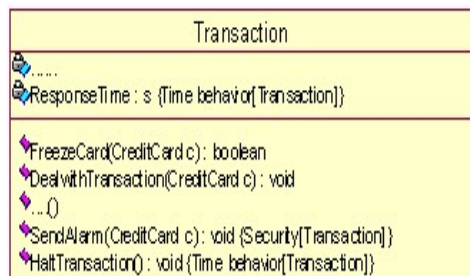 Transaction
......
ResponseTime : s {Time behavior[Transaction]}
FreezeCard(CreditCard c) : boolean
DealwithTransaction(CreditCard c) : void
...()
SendAlarm(CreditCard c) : void {Security[Transaction]}
HaltTransaction() : void {Time behavior[Transaction]}